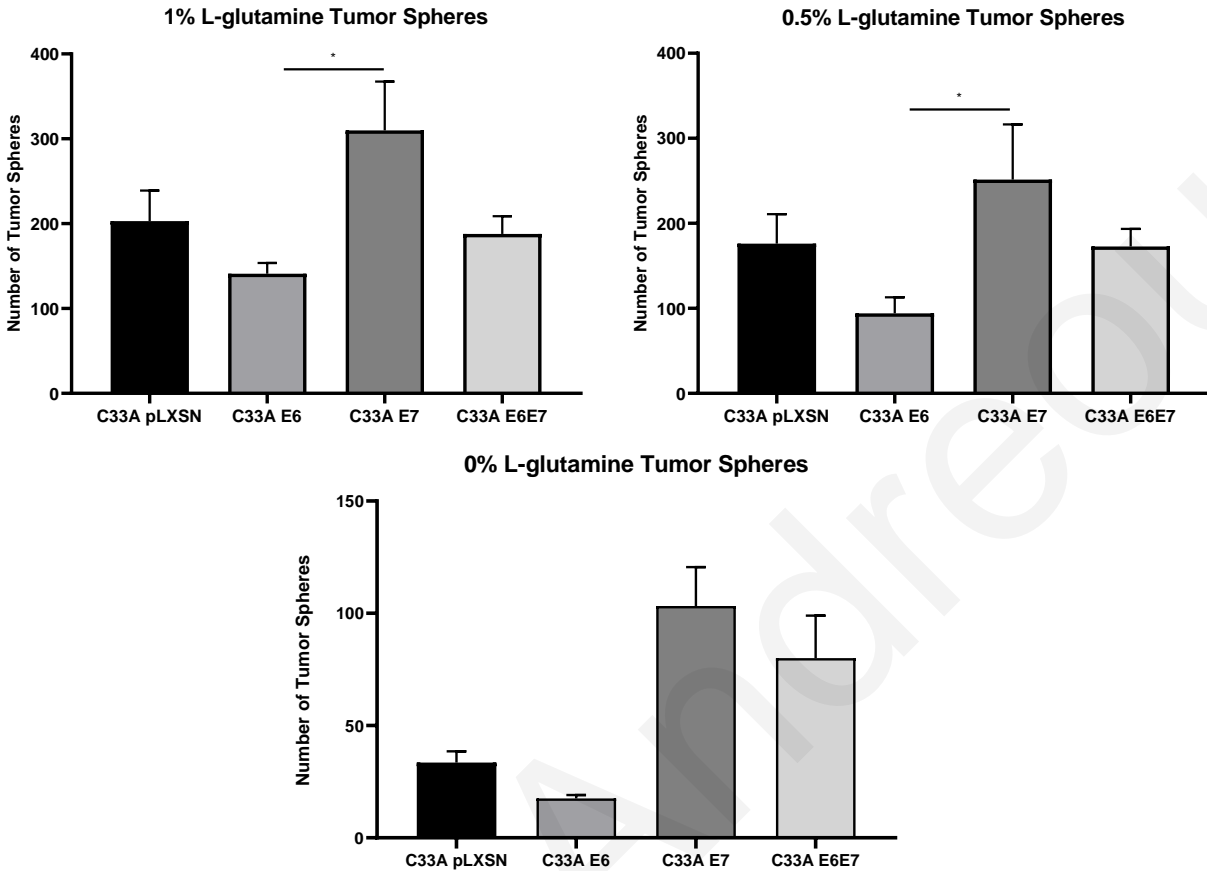 1% L-glutamine Tumor Spheres
Number of Tumor Spheres
400
300
200
100
0
*
C33A pLXSN C33A E6 C33A E7 C33A E6E7
0.5% L-glutamine Tumor Spheres
Number of Tumor Spheres
400
300
200
100
0
*
C33A pLXSN C33A E6 C33A E7 C33A E6E7
0% L-glutamine Tumor Spheres
Number of Tumor Spheres
150
100
50
0
C33A pLXSN C33A E6 C33A E7 C33A E6E7